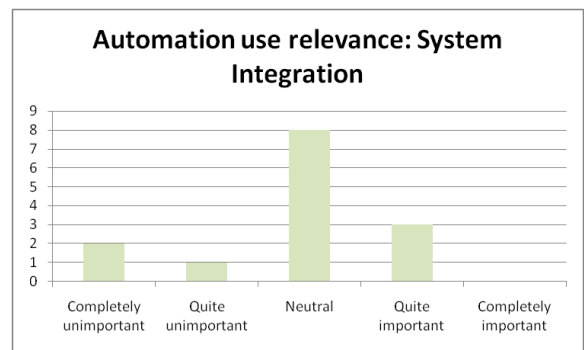 Automation use relevance: System
Integration
9
8
7
6
5
4
3
2
1
0
Completely unimportant
Quite unimportant
Neutral
Quite important
Completely important